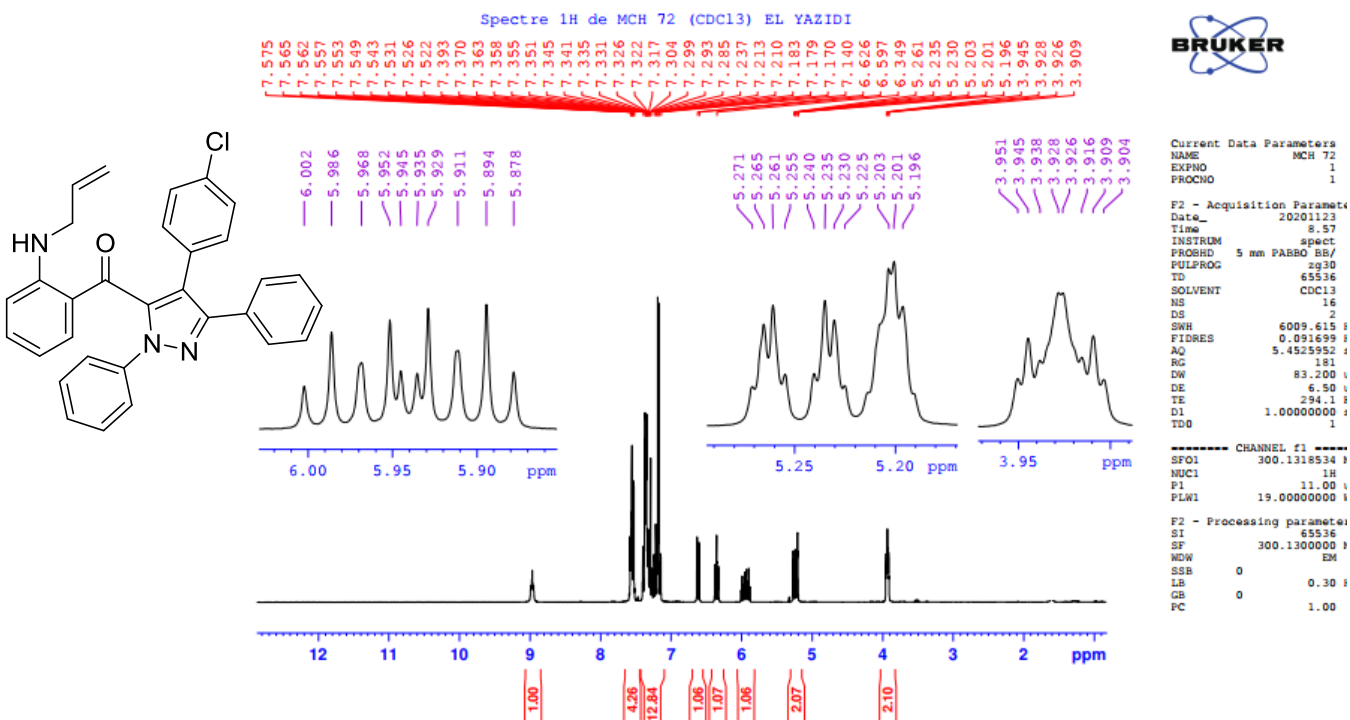 Spectre 1H de MCH 72 (CDCl3) EL YAZIDI
BRUKER
7.575
7.565
7.562
7.557
7.553
7.549
7.543
7.531
7.526
7.522
7.393
7.370
7.363
7.358
7.355
7.351
7.345
7.341
7.335
7.331
7.326
7.322
7.317
7.304
7.299
7.293
7.285
7.237
7.213
7.210
7.183
7.179
7.170
7.140
6.626
6.597
6.349
5.261
5.235
5.230
5.203
5.201
5.196
3.945
3.928
3.926
3.909
Cl
HN
O
N
N
6.002
5.986
5.968
5.952
5.945
5.935
5.929
5.911
5.894
5.878
6.00 5.95 5.90 ppm
5.271
5.265
5.261
5.255
5.240
5.235
5.230
5.225
5.203
5.201
5.196
5.25 5.20 ppm
3.951
3.945
3.938
3.928
3.926
3.916
3.909
3.904
3.95 ppm
12 11 10 9 8 7 6 5 4 3 2 ppm
1.00
4.26
12.84
1.06
1.07
1.06
2.07
2.10
Current Data Parameters
NAME MCH 72
EXPNO 1
PROCNO 1
F2 - Acquisition Paramete
Date_ 20201123
Time 8.57
INSTRUM spect
PROBHD 5 mm PABBO BB/
PULPROG zg30
TD 65536
SOLVENT CDCl3
NS 16
DS 2
SWH 6009.615 H
FIDRES 0.091699 H
AQ 5.4525952 s
RG 181
DW 83.200 u
DE 6.50 u
TE 294.1 K
D1 1.00000000 s
TD0 1
======== CHANNEL f1 =====
SFO1 300.1318534 M
NUC1 1H
P1 11.00 u
PLW1 19.00000000 W
F2 - Processing parameter
SI 65536
SF 300.1300000 M
WDW EM
SSB 0
LB 0.30 H
GB 0
PC 1.00